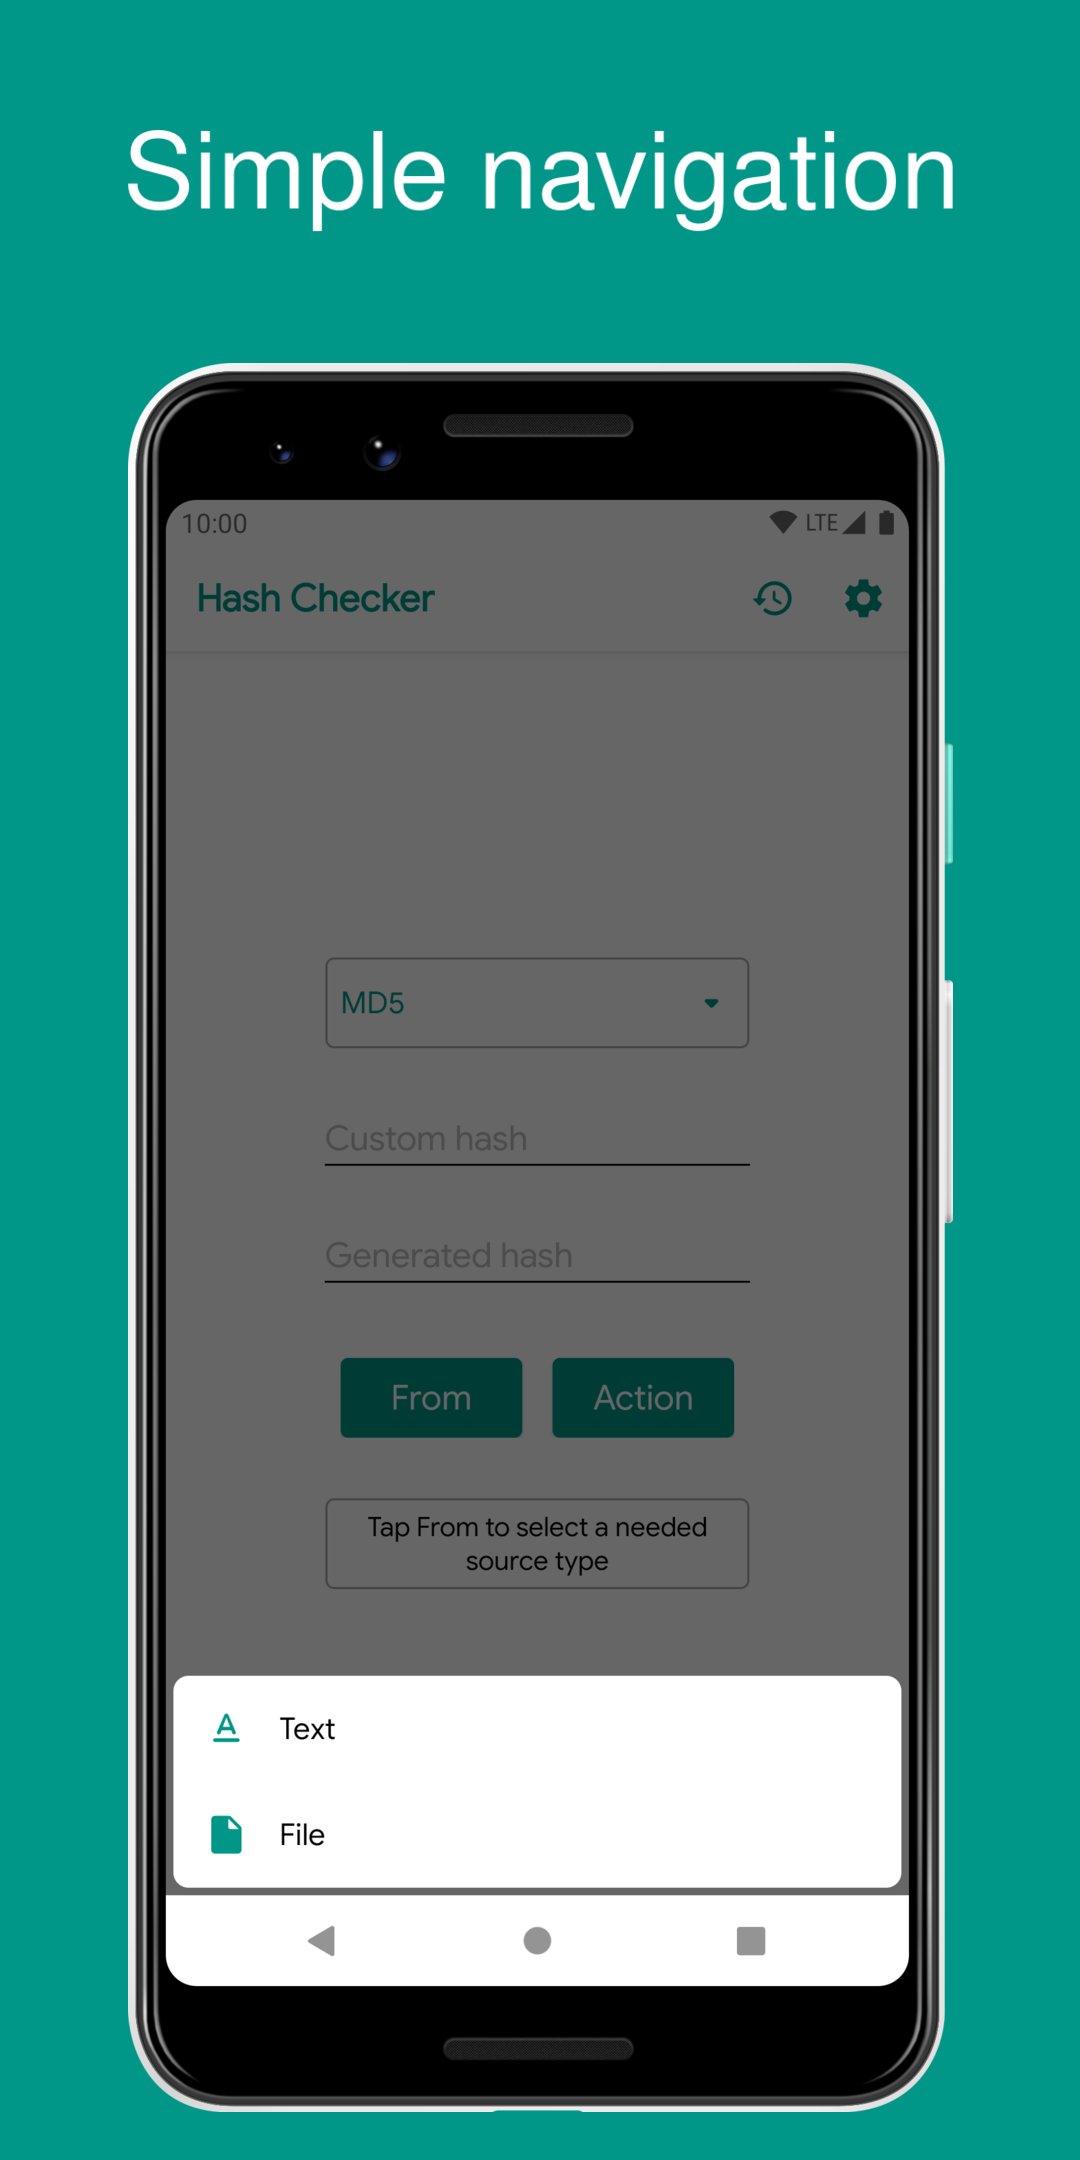 Simple navigation
10:00 LTE
Hash Checker
MD5
Custom hash
Generated hash
From Action
Tap From to select a needed
source type
Text
File